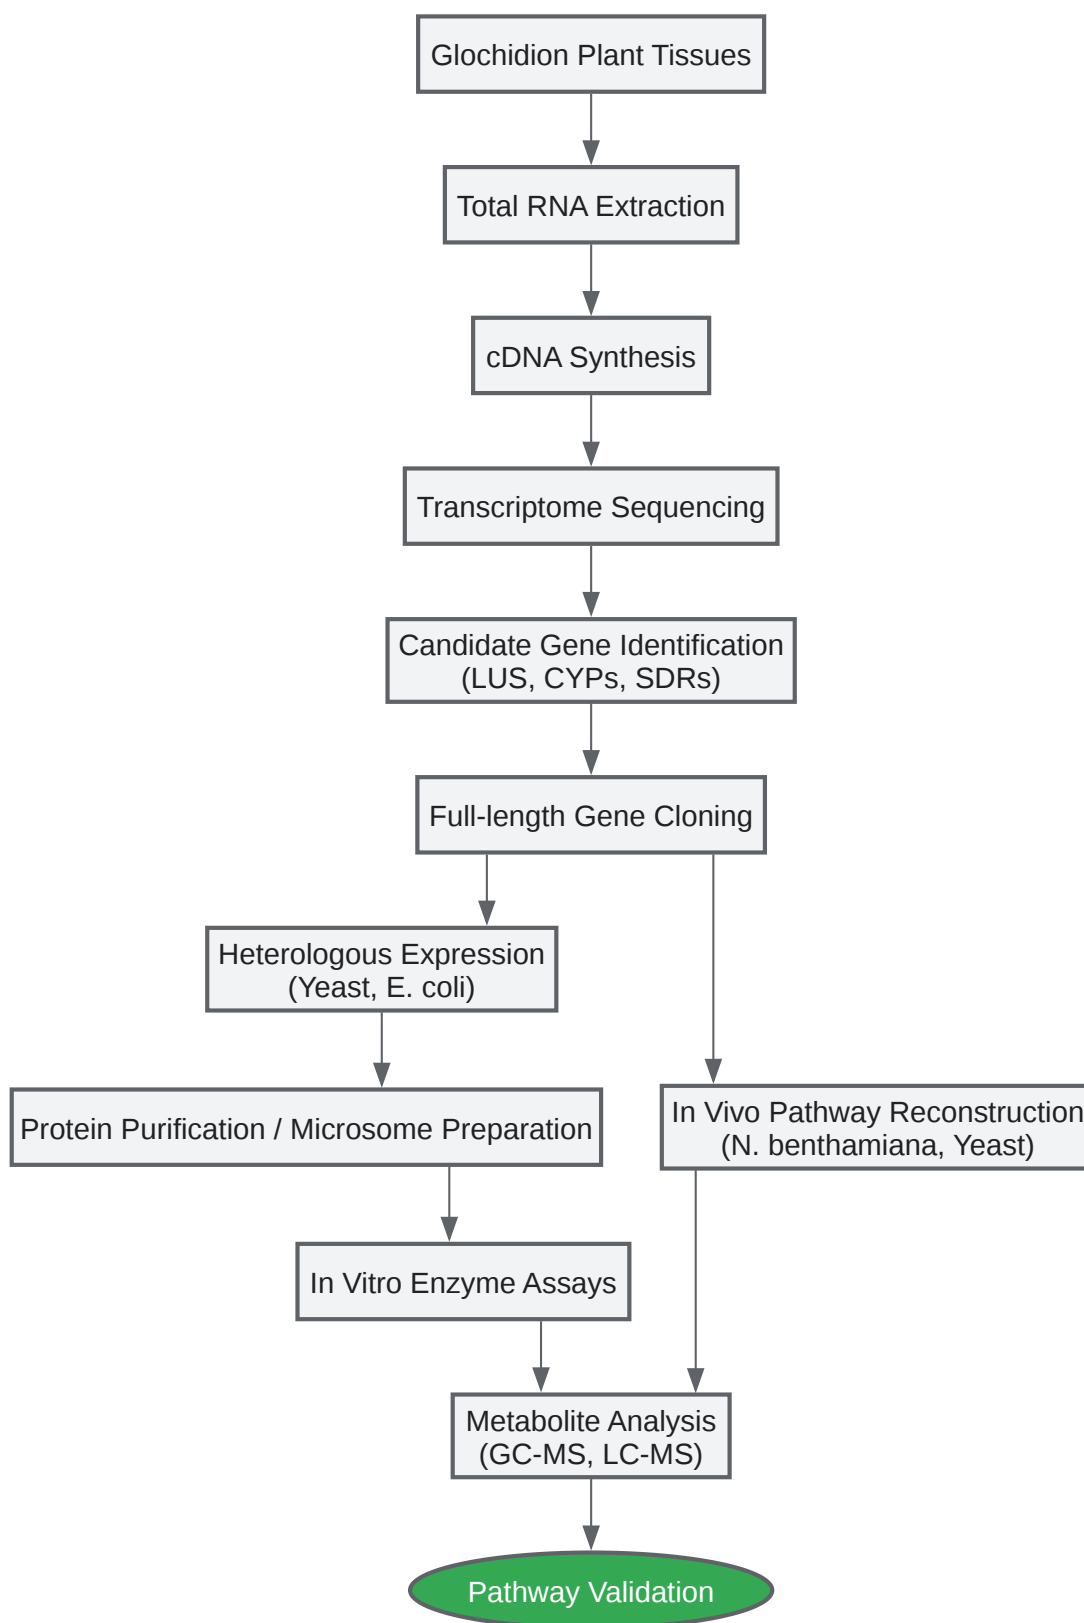 Glochidion Plant Tissues
Total RNA Extraction
cDNA Synthesis
Transcriptome Sequencing
Candidate Gene Identification
(LUS, CYPs, SDRs)
Full-length Gene Cloning
Heterologous Expression
(Yeast, E. coli)
Protein Purification / Microsome Preparation
In Vivo Pathway Reconstruction
(N. benthamiana, Yeast)
In Vitro Enzyme Assays
Metabolite Analysis
(GC-MS, LC-MS)
Pathway Validation